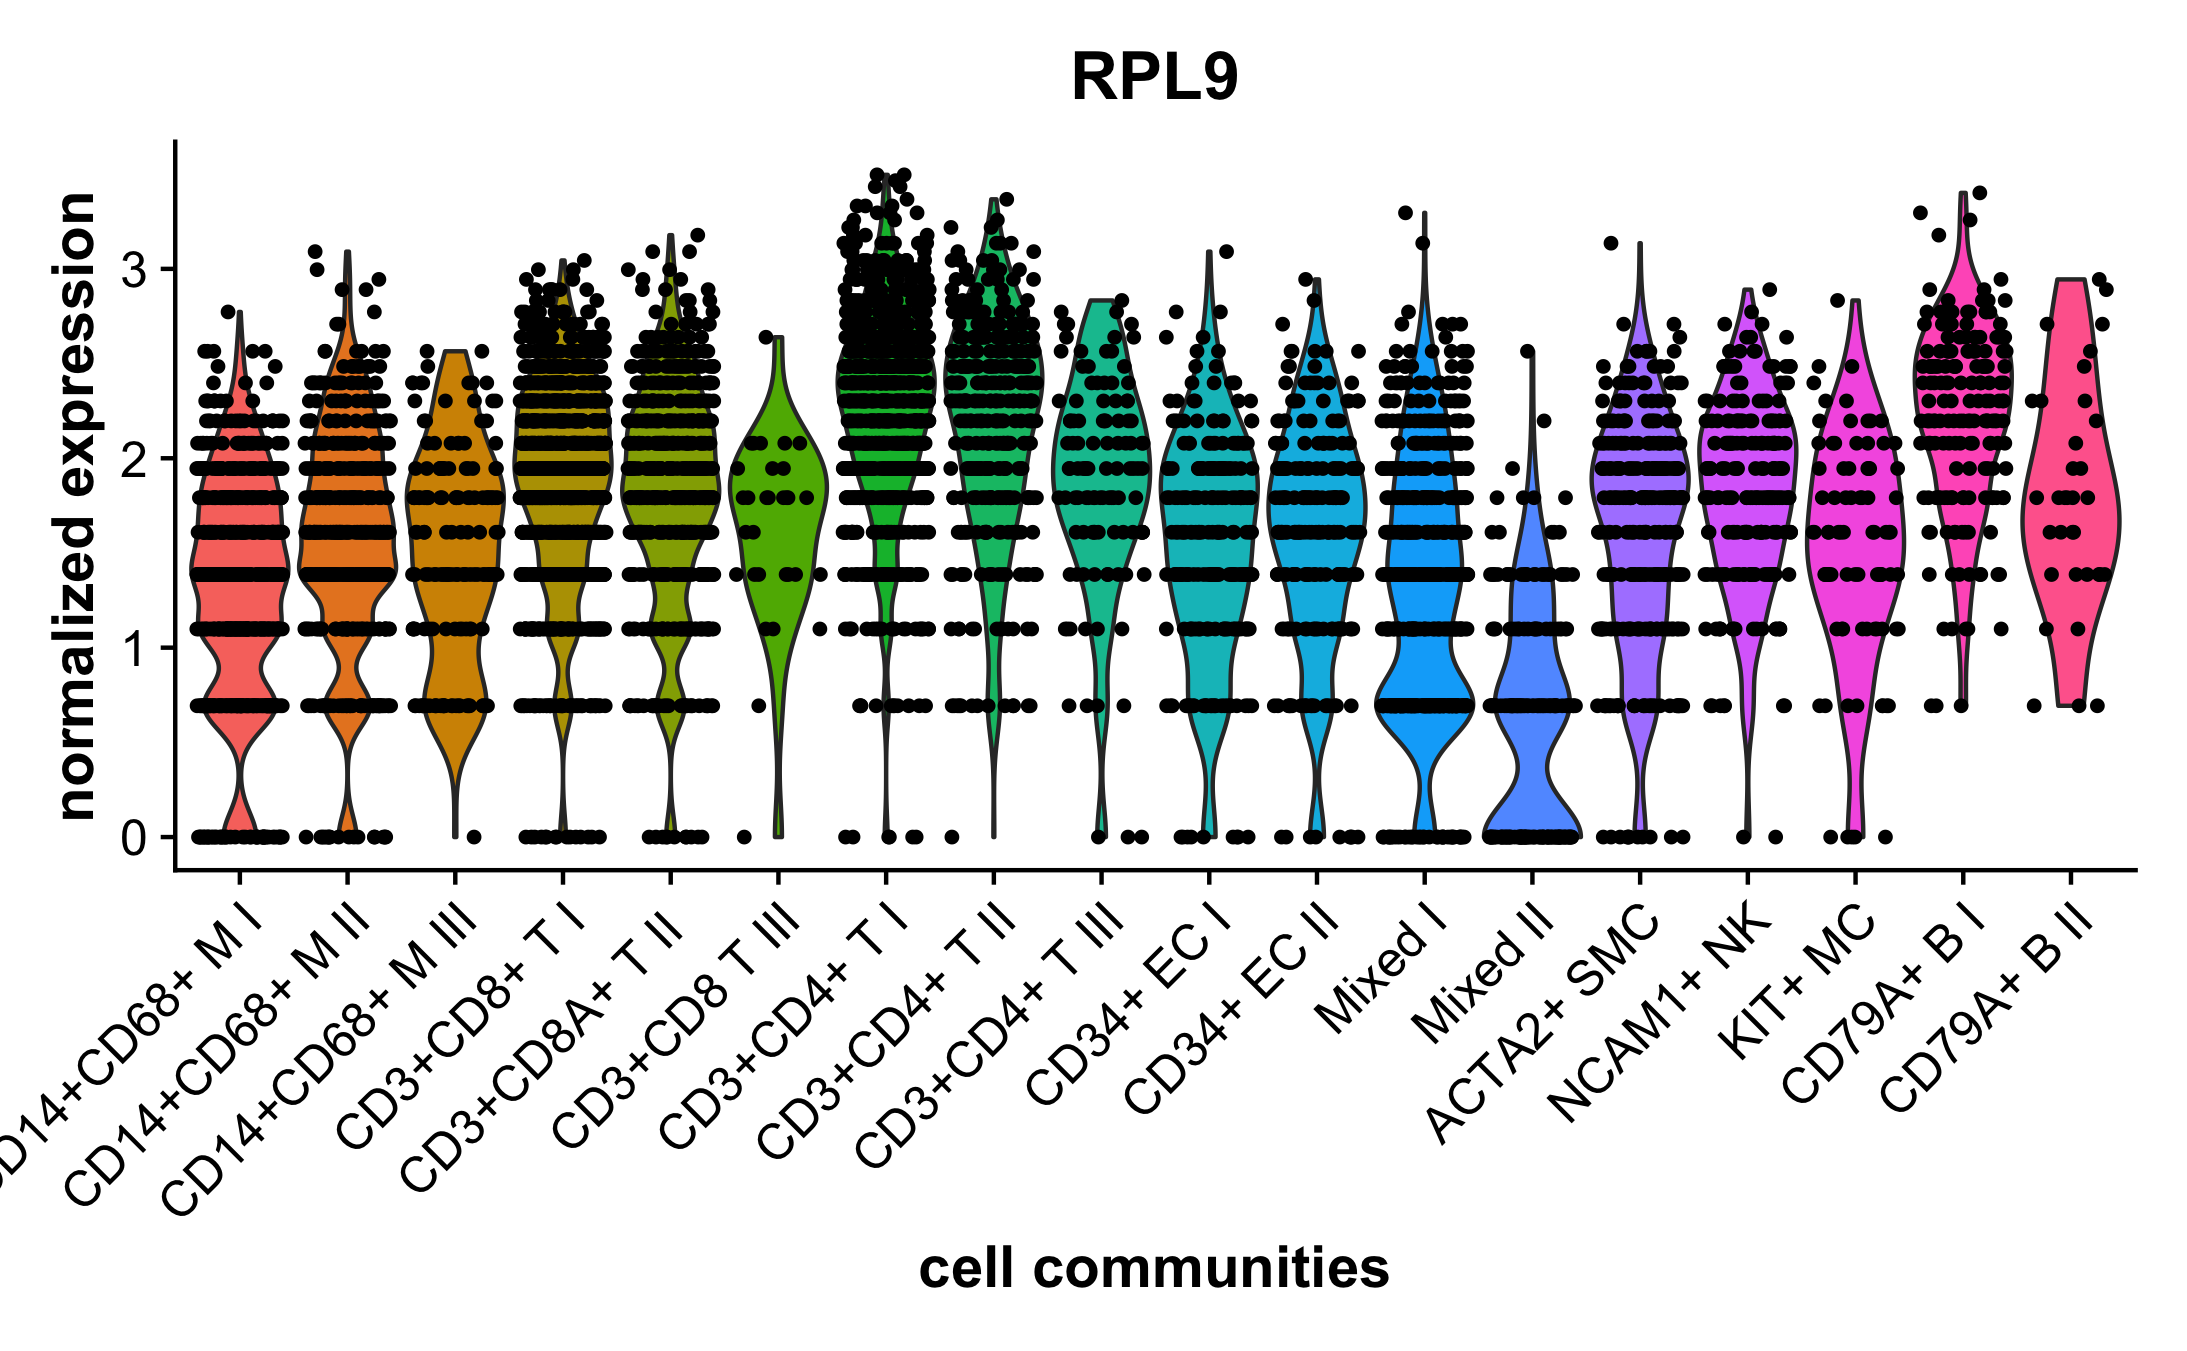 RPL9
normalized expression
3
2
1
0
CD14+CD68+ M II
CD14+CD68+ M III
CD3+CD8+ T I
CD3+CD8A+ T II
CD3+CD8 T III
CD3+CD4+ T I
CD3+CD4+ T II
CD3+CD4+ T III
CD34+ EC I
CD34+ EC II
Mixed I
Mixed II
ACTA2+ SMC
NCAM1+ NK
KIT+ MC
CD79A+ B I
CD79A+ B II
cell communities